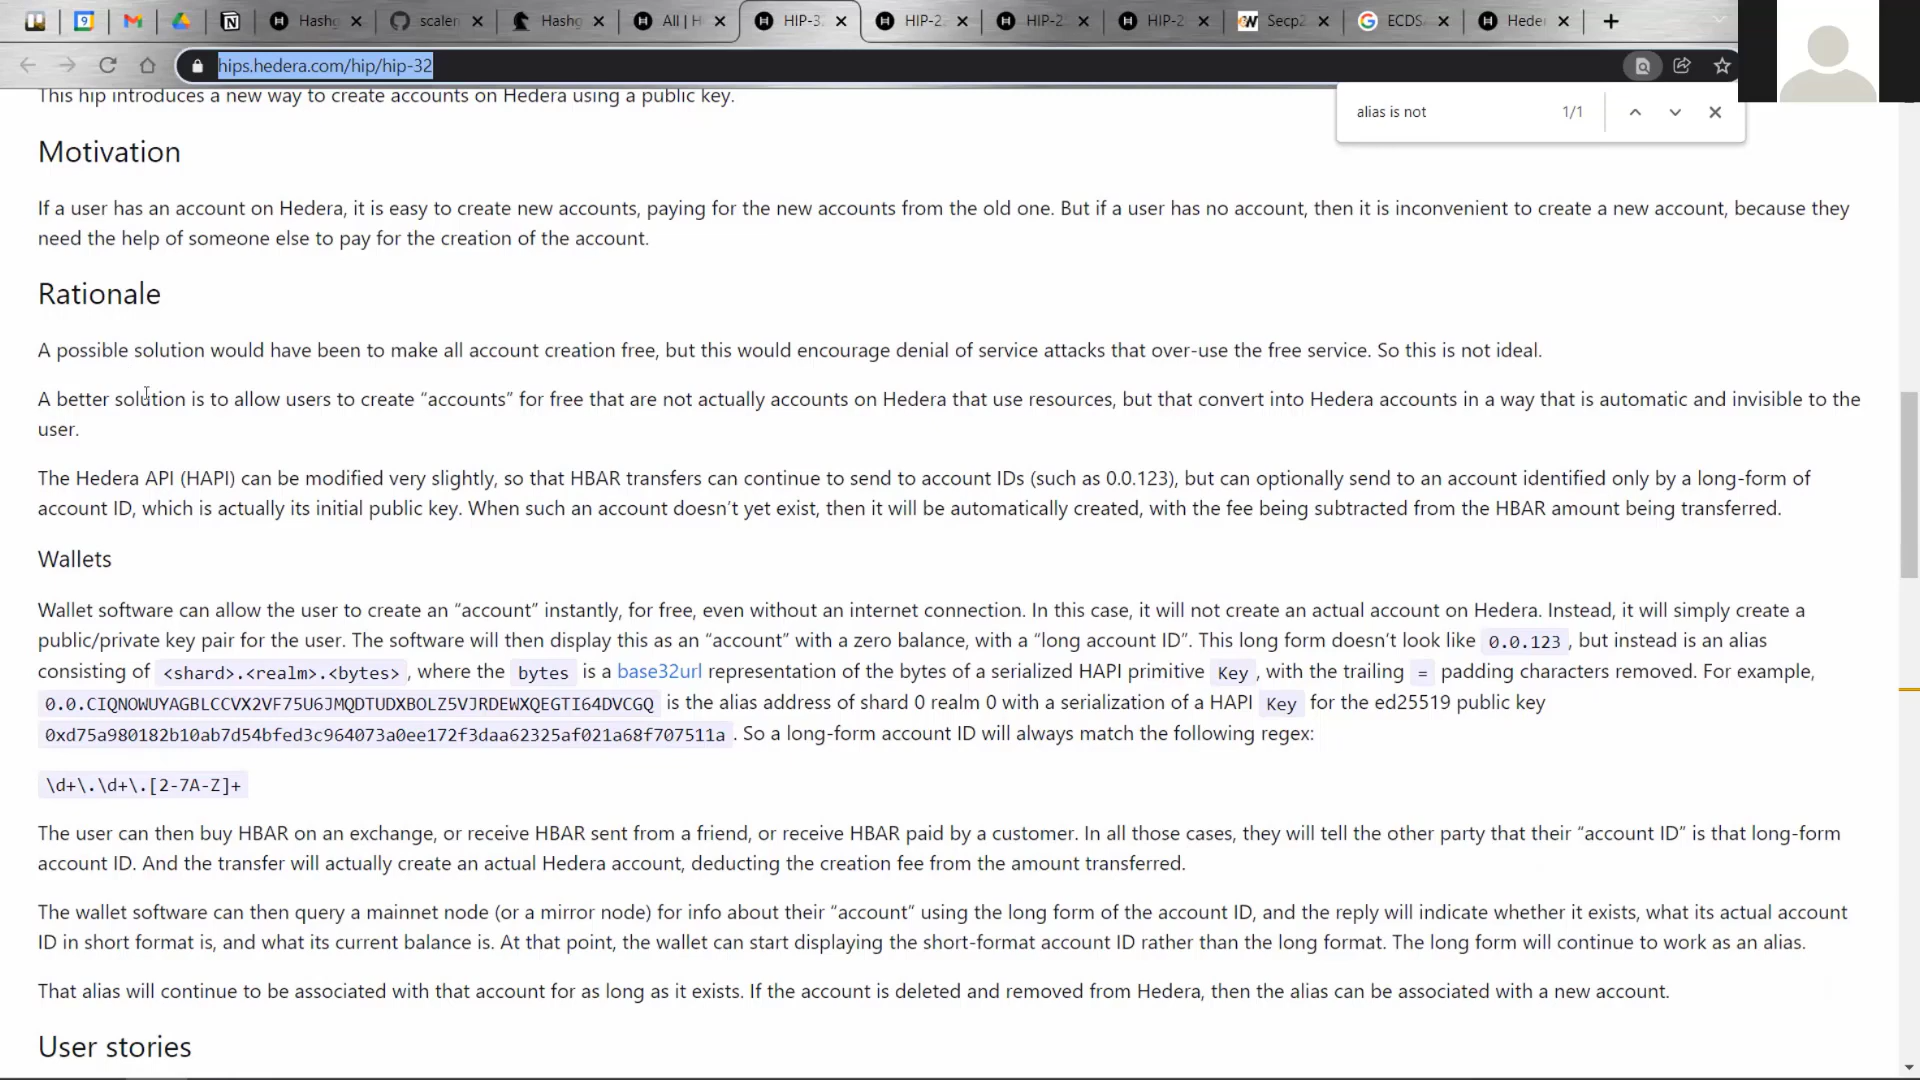 Hashg
scalen
Hashg
All | H
HIP-3
HIP-2
HIP-2
HIP-2
Secp2
ECDS
Heder
hips.hedera.com/hip/hip-32
alias is not 1/1
This hip introduces a new way to create accounts on Hedera using a public key.
Motivation
If a user has an account on Hedera, it is easy to create new accounts, paying for the new accounts from the old one. But if a user has no account, then it is inconvenient to create a new account, because they
need the help of someone else to pay for the creation of the account.
Rationale
A possible solution would have been to make all account creation free, but this would encourage denial of service attacks that over-use the free service. So this is not ideal.
A better solution is to allow users to create “accounts” for free that are not actually accounts on Hedera that use resources, but that convert into Hedera accounts in a way that is automatic and invisible to the
user.
The Hedera API (HAPI) can be modified very slightly, so that HBAR transfers can continue to send to account IDs (such as 0.0.123), but can optionally send to an account identified only by a long-form of
account ID, which is actually its initial public key. When such an account doesn’t yet exist, then it will be automatically created, with the fee being subtracted from the HBAR amount being transferred.
Wallets
Wallet software can allow the user to create an “account” instantly, for free, even without an internet connection. In this case, it will not create an actual account on Hedera. Instead, it will simply create a
public/private key pair for the user. The software will then display this as an “account” with a zero balance, with a “long account ID”. This long form doesn’t look like 0.0.123, but instead is an alias
consisting of <shard>.<realm>.<bytes>, where the bytes is a base32url representation of the bytes of a serialized HAPI primitive Key, with the trailing = padding characters removed. For example,
0.0.CIQNOWUYAGBLCCVX2VF75U6JMQDTUDXBOLZ5VJRDEWXQEGTI64DVCGQ is the alias address of shard 0 realm 0 with a serialization of a HAPI Key for the ed25519 public key
0xd75a980182b10ab7d54bfed3c964073a0ee172f3daa62325af021a68f707511a. So a long-form account ID will always match the following regex:
\d+\.\d+\.[2-7A-Z]+
The user can then buy HBAR on an exchange, or receive HBAR sent from a friend, or receive HBAR paid by a customer. In all those cases, they will tell the other party that their “account ID” is that long-form
account ID. And the transfer will actually create an actual Hedera account, deducting the creation fee from the amount transferred.
The wallet software can then query a mainnet node (or a mirror node) for info about their “account” using the long form of the account ID, and the reply will indicate whether it exists, what its actual account
ID in short format is, and what its current balance is. At that point, the wallet can start displaying the short-format account ID rather than the long format. The long form will continue to work as an alias.
That alias will continue to be associated with that account for as long as it exists. If the account is deleted and removed from Hedera, then the alias can be associated with a new account.
User stories